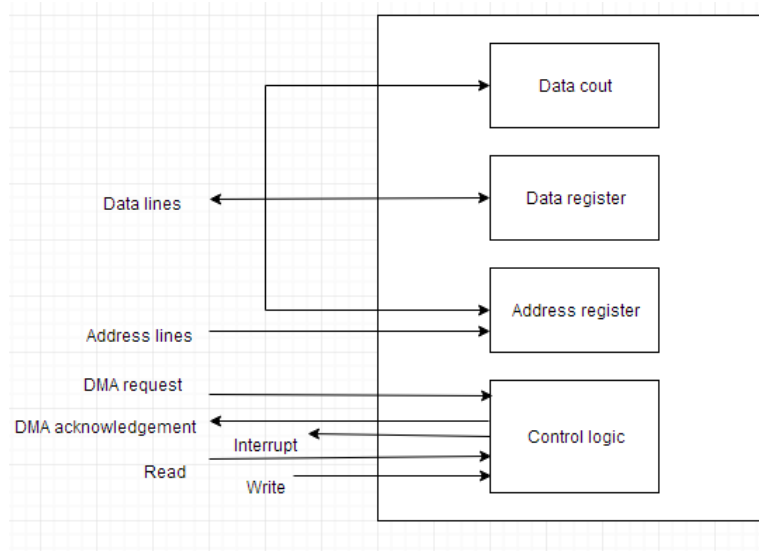 Data cout
Data lines
Data register
Address register
Address lines
DMA request
DMA acknowledgement
Interrupt
Control logic
Read
Write